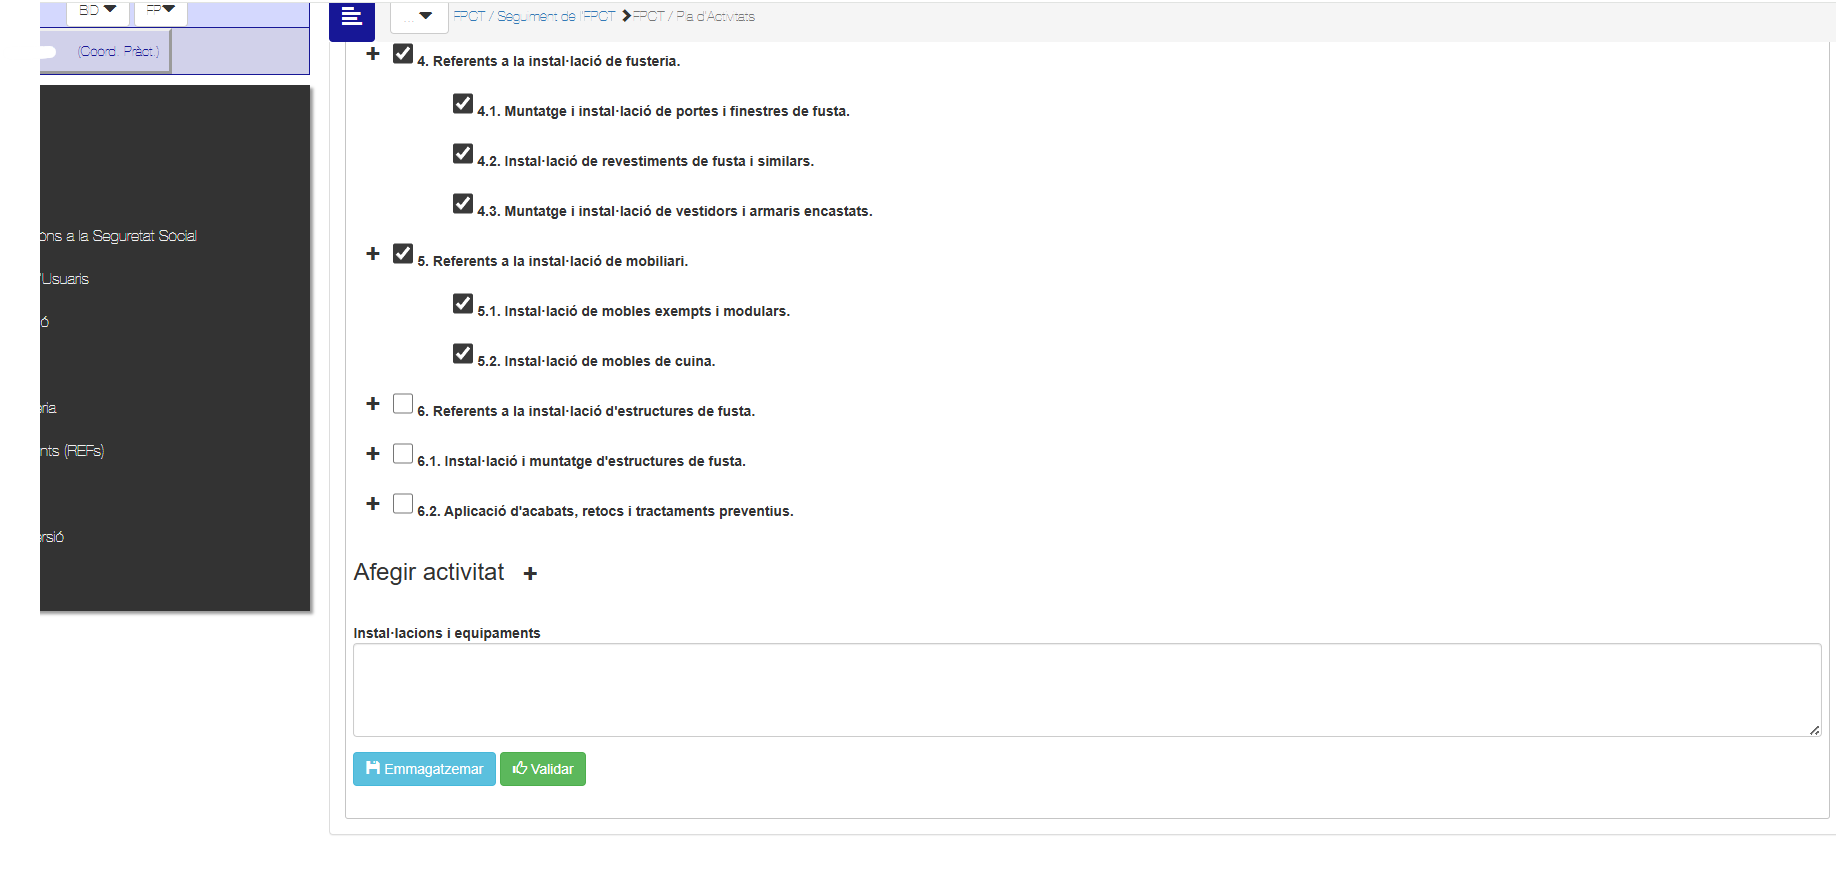 BD FP
(Coord. Pràct.)
... FPCT / Seguiment de l'FPCT FPCT / Pla d'Activitats
ons a la Seguretat Social
/Usuaris
ó
ria
nts (REFs)
rsió
4. Referents a la instal·lació de fusteria.
4.1. Muntatge i instal·lació de portes i finestres de fusta.
4.2. Instal·lació de revestiments de fusta i similars.
4.3. Muntatge i instal·lació de vestidors i armaris encastats.
5. Referents a la instal·lació de mobiliari.
5.1. Instal·lació de mobles exempts i modulars.
5.2. Instal·lació de mobles de cuina.
6. Referents a la instal·lació d'estructures de fusta.
6.1. Instal·lació i muntatge d'estructures de fusta.
6.2. Aplicació d'acabats, retocs i tractaments preventius.
Afegir activitat
Instal·lacions i equipaments
Emmagatzemar Validar